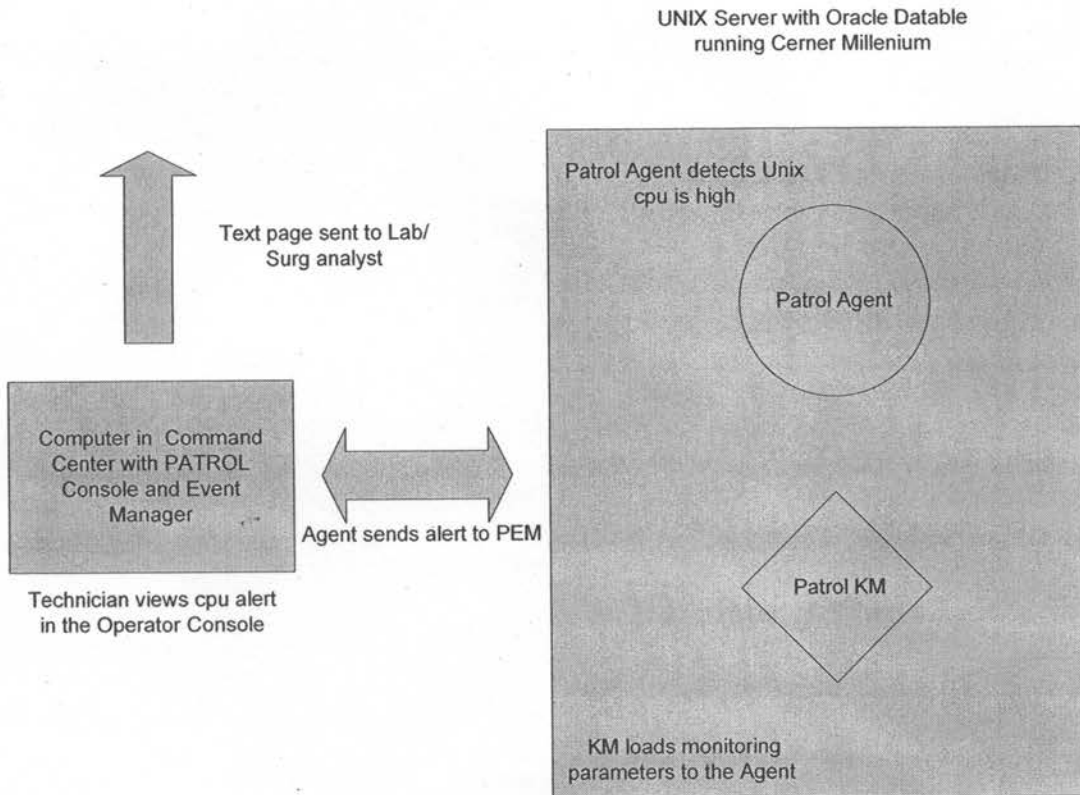 UNIX Server with Oracle Datable
running Cerner Millenium
Patrol Agent detects Unix
cpu is high
Text page sent to Lab/
Surg analyst
Patrol Agent
Computer in Command
Center with PATROL
Console and Event
Manager
Agent sends alert to PEM
Technician views cpu alert
in the Operator Console
Patrol KM
KM loads monitoring
parameters to the Agent